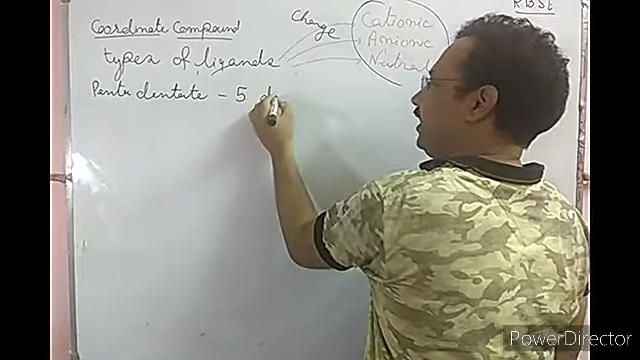 RBSE
Coordinate Compound
types of ligands
Charge
Cationic
Anionic
Neutral
Penta dentate - 5 d
PowerDirector